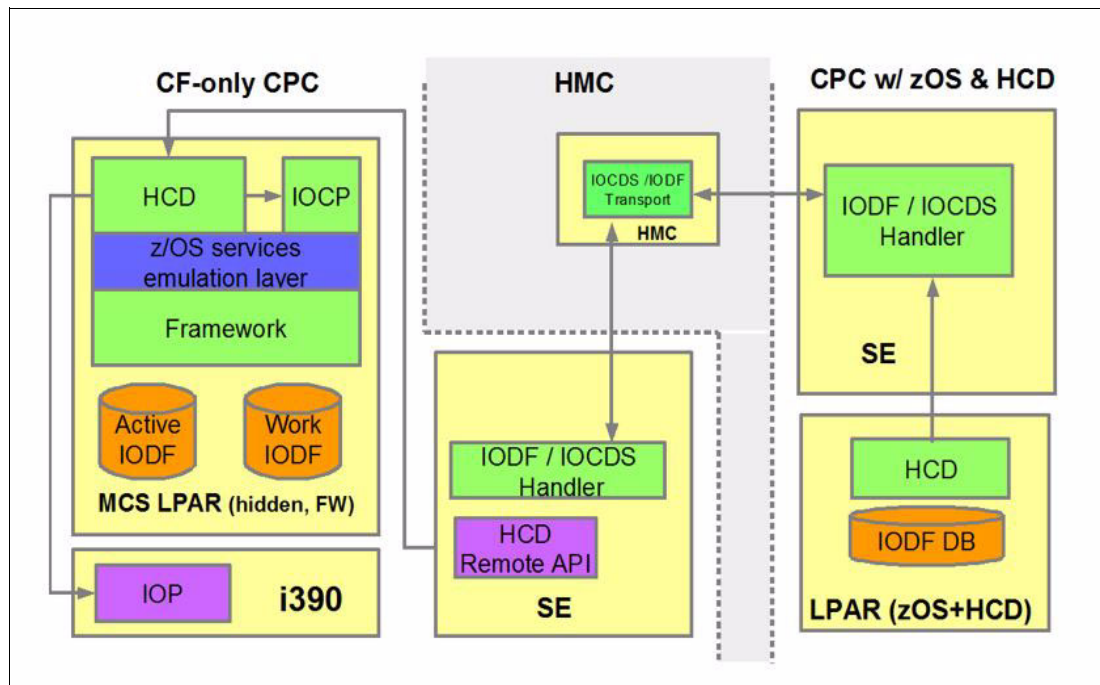 CF-only CPC
HCD
IOCP
z/OS services
emulation layer
Framework
Active
IODF
Work
IODF
MCS LPAR (hidden, FW)
IOP
i390
HMC
IOCDS /IODF
Transport
HMC
IODF / IOCDS
Handler
HCD
Remote API
SE
CPC w/ zOS & HCD
IODF / IOCDS
Handler
SE
HCD
IODF DB
LPAR (zOS+HCD)